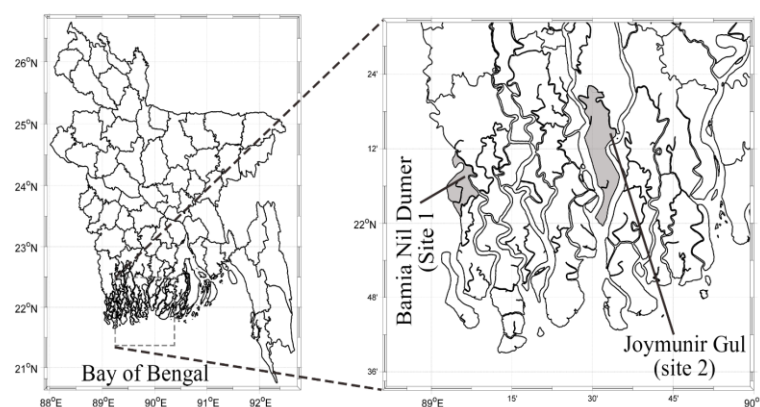 26°N
25°N
24°N
23°N
22°N
21°N
88°E
89°E
90°E
91°E
92°E
Bay of Bengal
24'
12'
22°N
48'
36'
89°E
15'
30'
45'
90°E
Bamia Nil Dumer
(Site 1)
Joymunir Gul
(site 2)